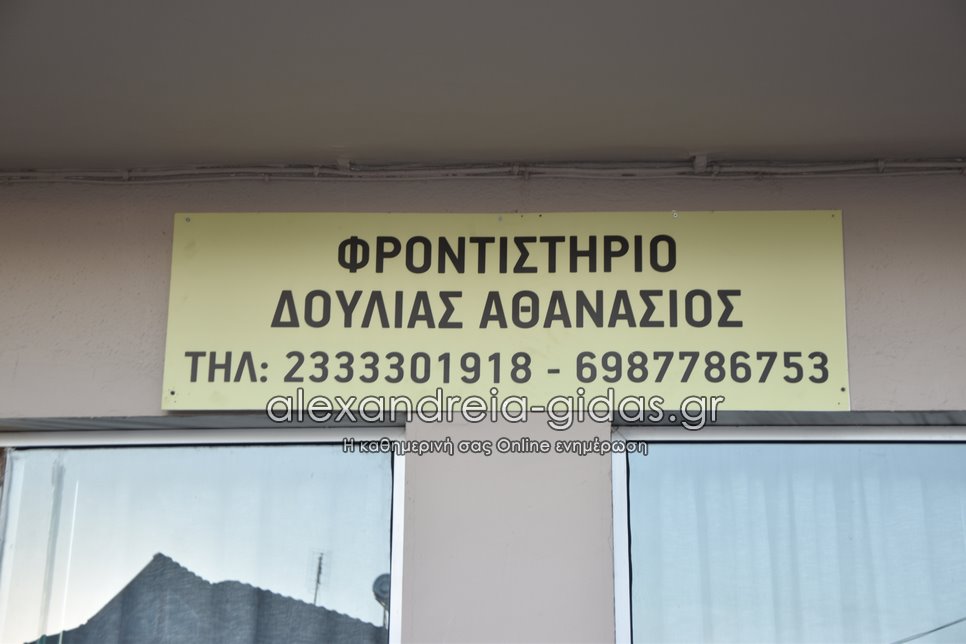 ΦΡΟΝΤΙΣΤΗΡΙΟ
ΔΟΥΛΙΑΣ ΑΘΑΝΑΣΙΟΣ
ΤΗΛ: 2333301918 - 6987786753
alexandreia-gidas.gr
Η καθημερινή σας Online ενημέρωση